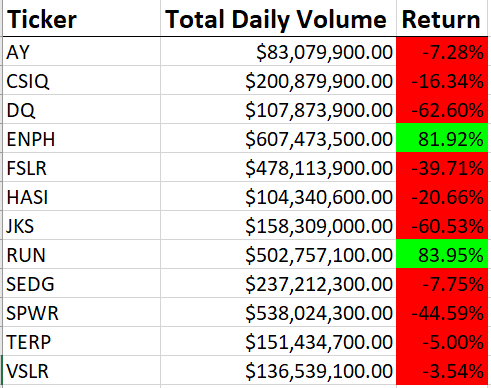 Ticker Total Daily Volume Return
AY $83,079,900.00 -7.28%
CSIQ $200,879,900.00 -16.34%
DQ $107,873,900.00 -62.60%
ENPH $607,473,500.00 81.92%
FSLR $478,113,900.00 -39.71%
HASI $104,340,600.00 -20.66%
JKS $158,309,000.00 -60.53%
RUN $502,757,100.00 83.95%
SEDG $237,212,300.00 -7.75%
SPWR $538,024,300.00 -44.59%
TERP $151,434,700.00 -5.00%
VSLR $136,539,100.00 -3.54%